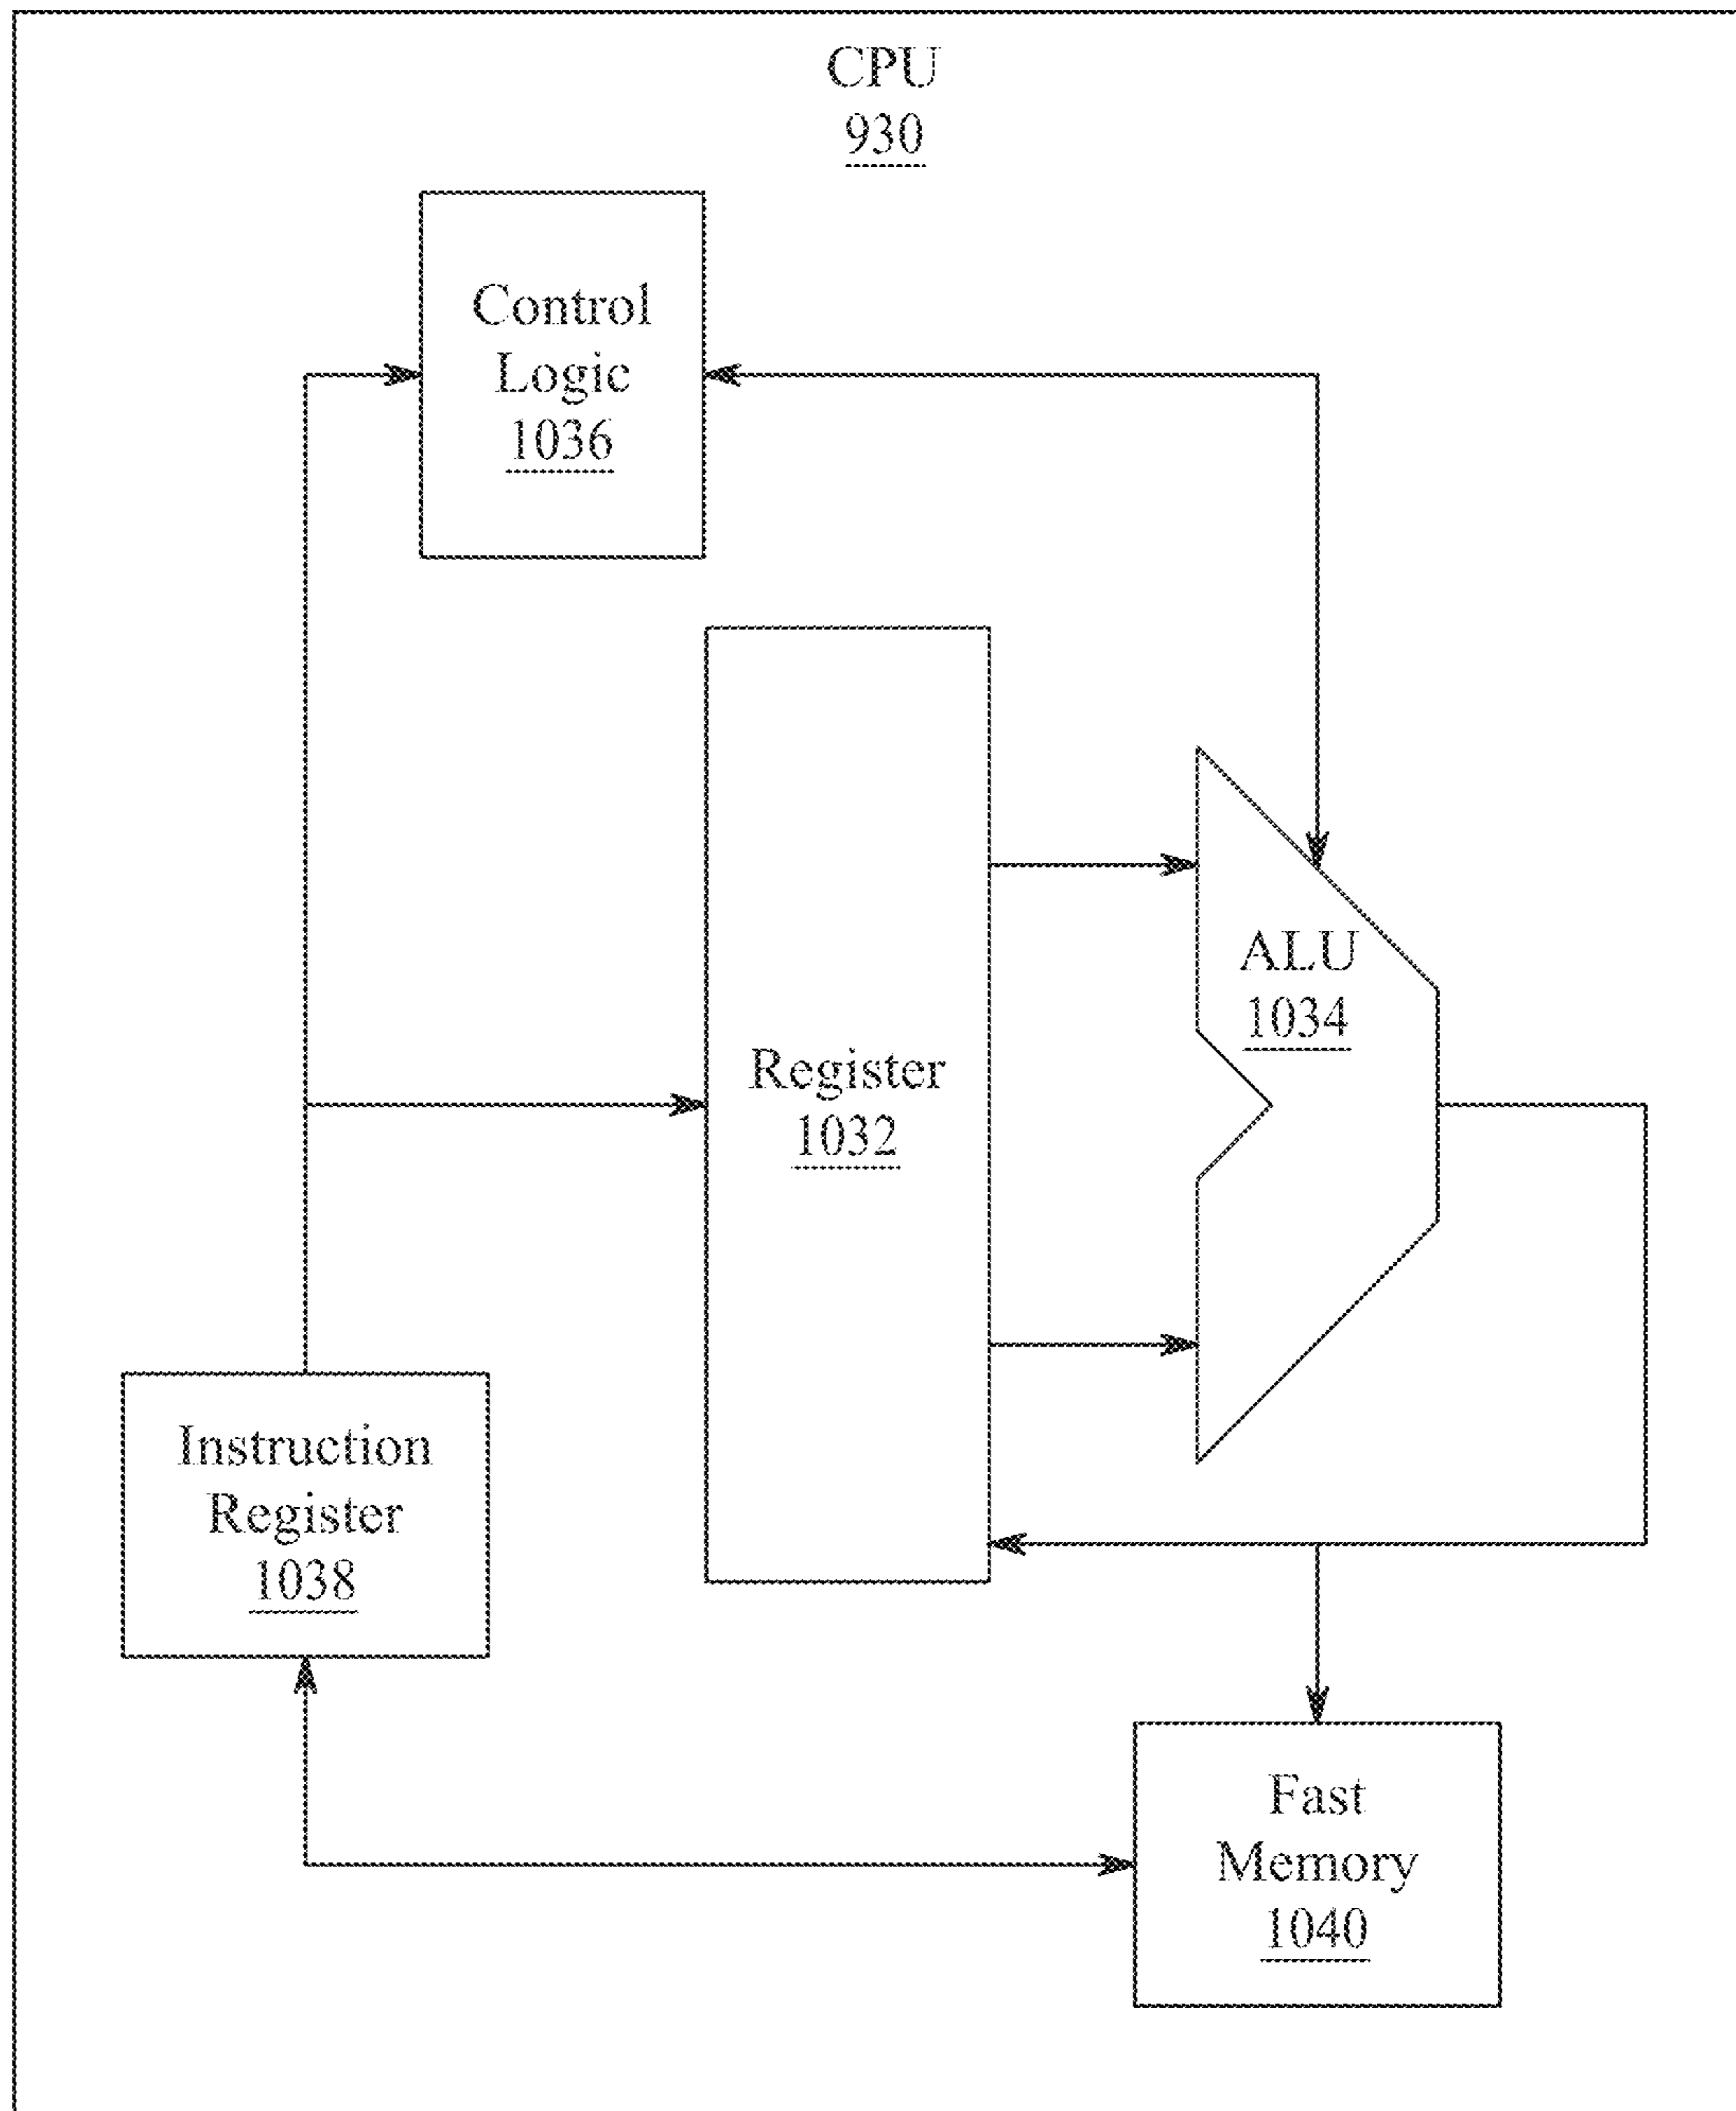 CPU
930
Control
Logic
1036
Register
1032
ALU
1034
Instruction
Register
1038
Fast
Memory
1040